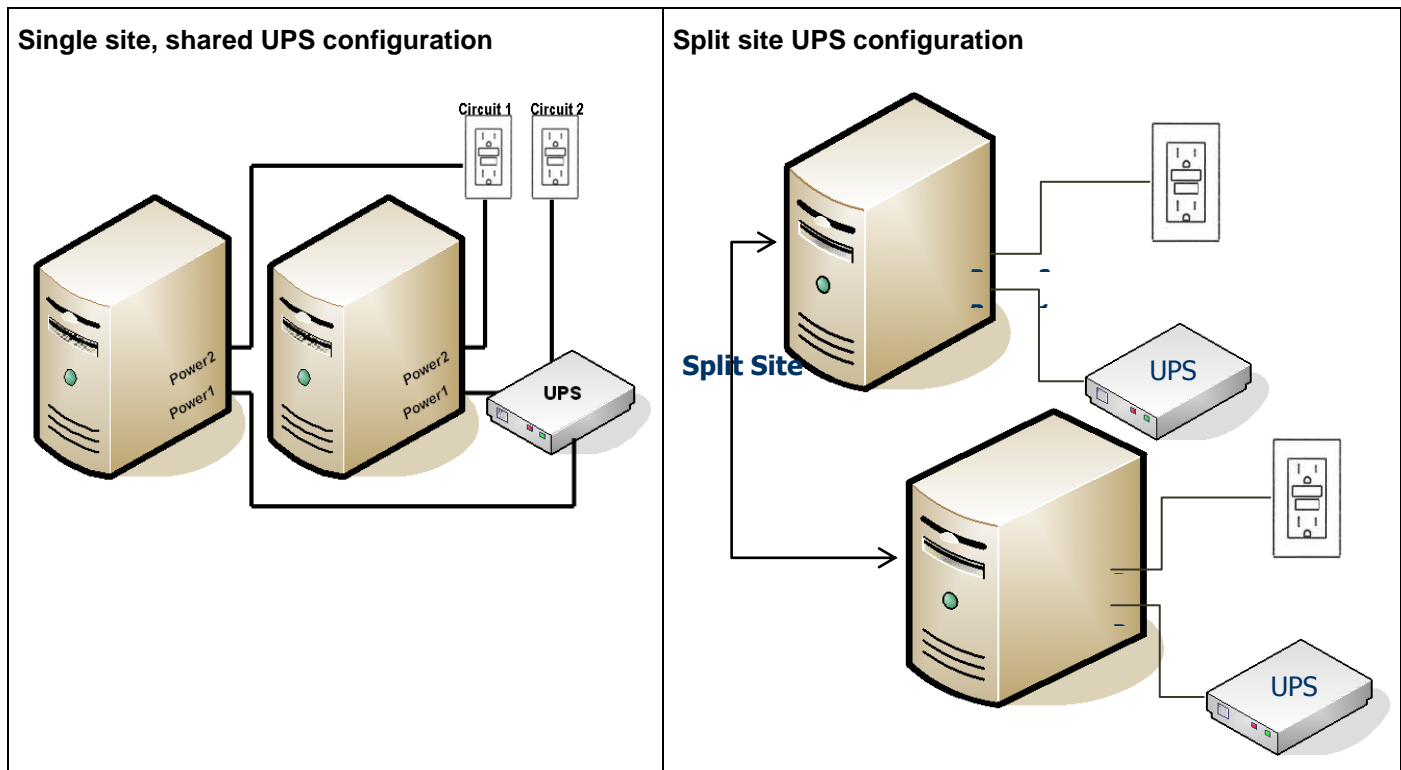 Single site, shared UPS configuration
Circuit 1 Circuit 2
Power2
Power1
Power2
Power1
UPS
Split site UPS configuration
Split Site
UPS
UPS